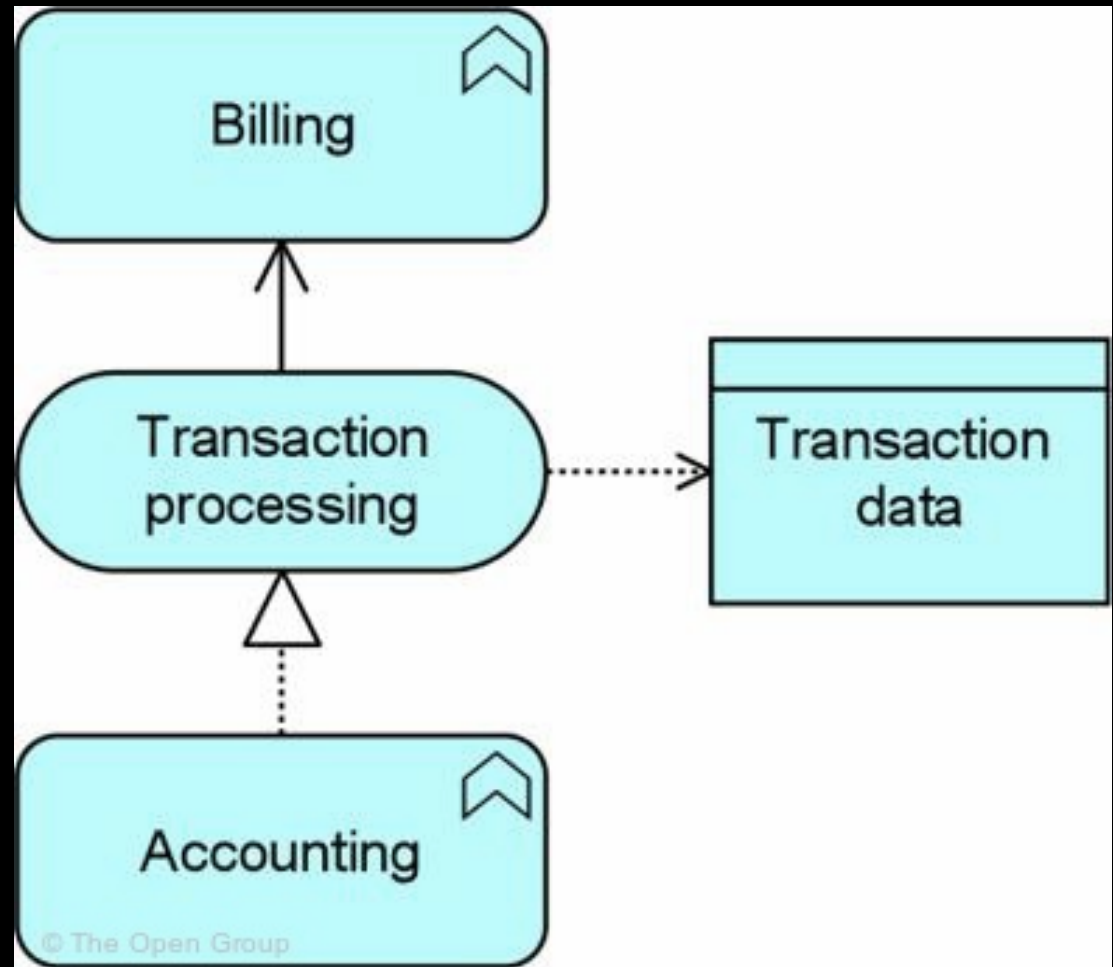 Billing
Transaction
processing
Transaction
data
Accounting
© The Open Group